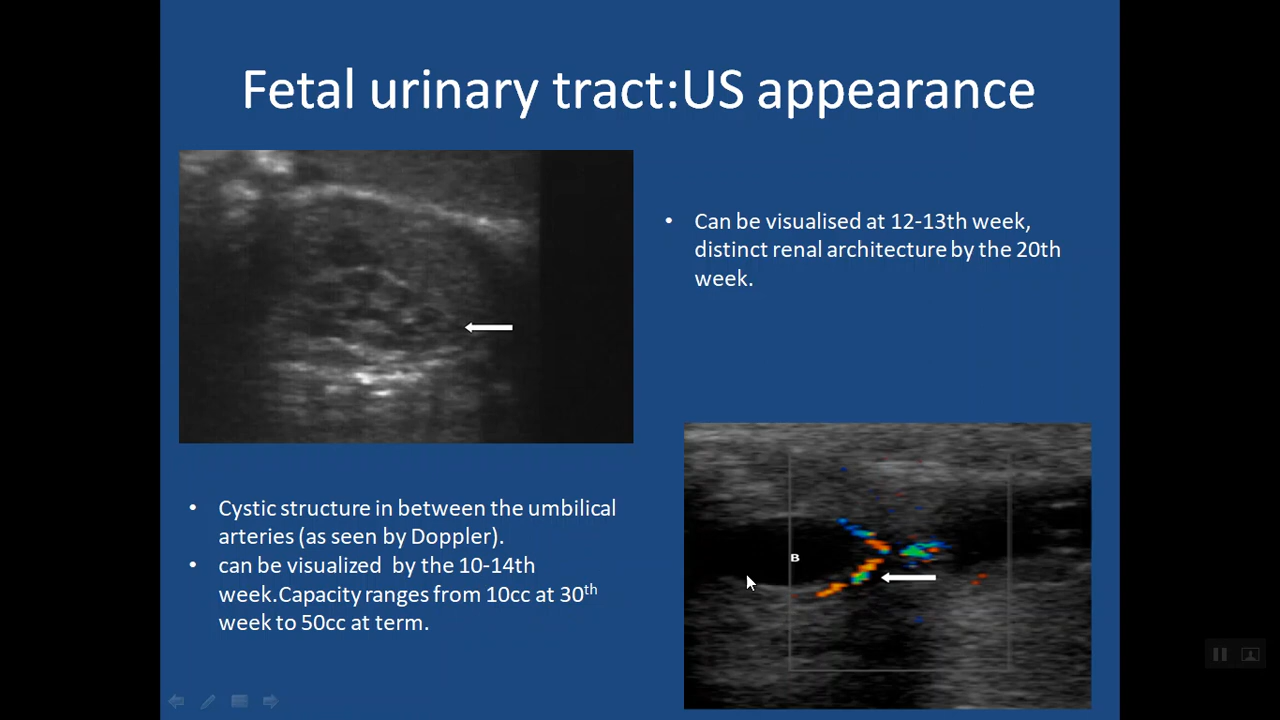 Fetal urinary tract:US appearance
• Can be visualised at 12-13th week,
distinct renal architecture by the 20th
week.
• Cystic structure in between the umbilical
arteries (as seen by Doppler).
• can be visualized by the 10-14th
week.Capacity ranges from 10cc at 30th
week to 50cc at term.
B